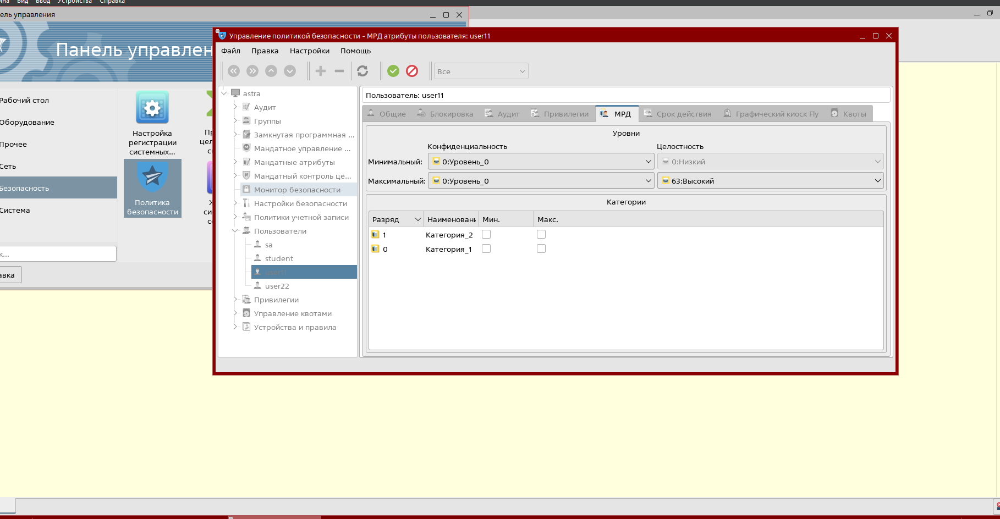 Вид Ввод Устройства Справка
ель управления
Панель управлен
Рабочий стол
Оборудование
Прочее
Сеть
Безопасность
Система
к...
авка
Настройка
регистрации
системных...
Политика
безопасности
Управление политикой безопасности - МРД атрибуты пользователя: user11
Файл Правка Настройки Помощь
Все
astra
Аудит
Группы
Замкнутая программная ...
Мандатное управление ...
Мандатные атрибуты
Мандатный контроль це...
Монитор безопасности
Настройки безопасности
Политики учетной записи
Пользователи
sa
student
user11
user22
Привилегии
Управление квотами
Устройства и правила
Пользователь: user11
Общие Блокировка Аудит Привилегии МРД Срок действия Графический киоск Fly Квоты
Уровни
Конфиденциальность Целостность
Минимальный: 0:Уровень_0 0:Низкий
Максимальный: 0:Уровень_0 63:Высокий
Категории
Разряд Наименовани Мин. Макс.
1 Категория_2
0 Категория_1